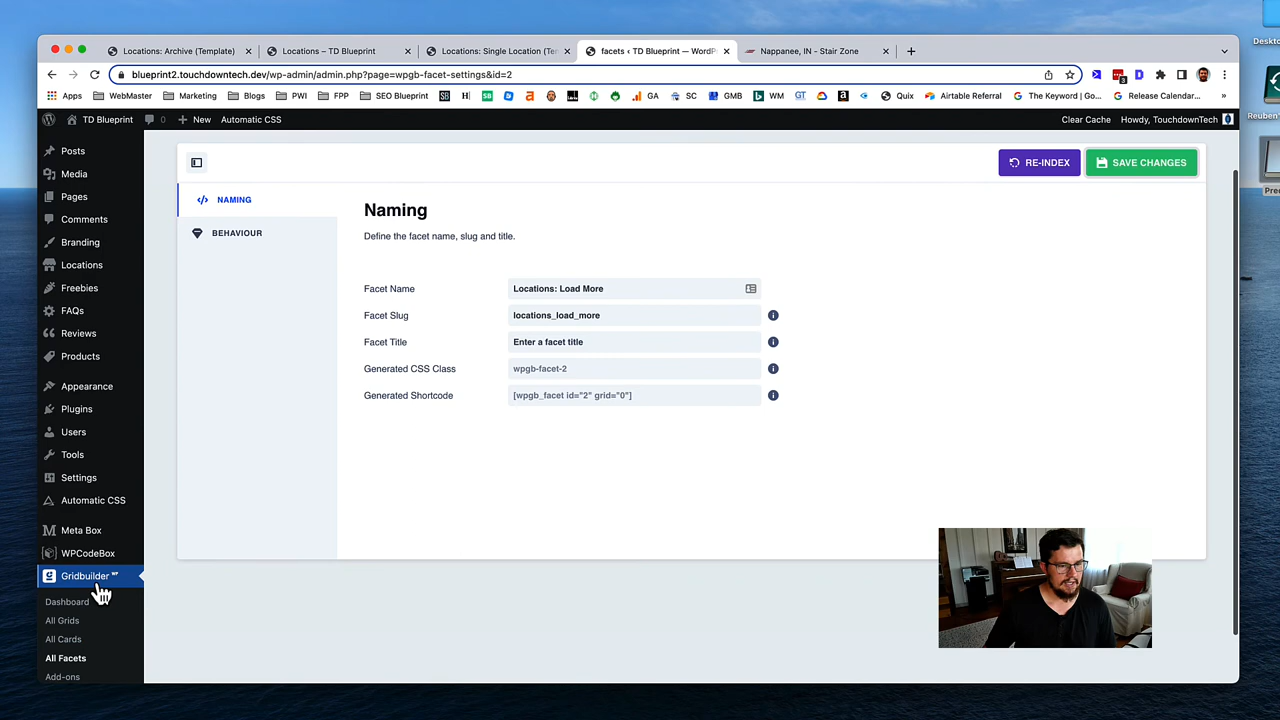 Locations: Archive (Template)
Locations – TD Blueprint
Locations: Single Location (Ten
facets ‹ TD Blueprint — WordP
Nappanee, IN - Stair Zone
blueprint2.touchdowntech.dev/wp-admin/admin.php?page=wpgb-facet-settings&id=2
Apps
WebMaster
Marketing
Blogs
PWI
FPP
SEO Blueprint
GA
SC
GMB
WM
Quix
Airtable Referral
The Keyword | Go...
Release Calendar...
TD Blueprint
0
New
Automatic CSS
Clear Cache
Howdy, TouchdownTech
Posts
Media
Pages
Comments
Branding
Locations
Freebies
FAQs
Reviews
Products
Appearance
Plugins
Users
Tools
Settings
Automatic CSS
Meta Box
WPCodeBox
Gridbuilder WP
Dashboard
All Grids
All Cards
All Facets
Add-ons
RE-INDEX
SAVE CHANGES
NAMING
BEHAVIOUR
Naming
Define the facet name, slug and title.
Facet Name
Locations: Load More
Facet Slug
locations_load_more
Facet Title
Enter a facet title
Generated CSS Class
wpgb-facet-2
Generated Shortcode
[wpgb_facet id="2" grid="0"]
Reuben'